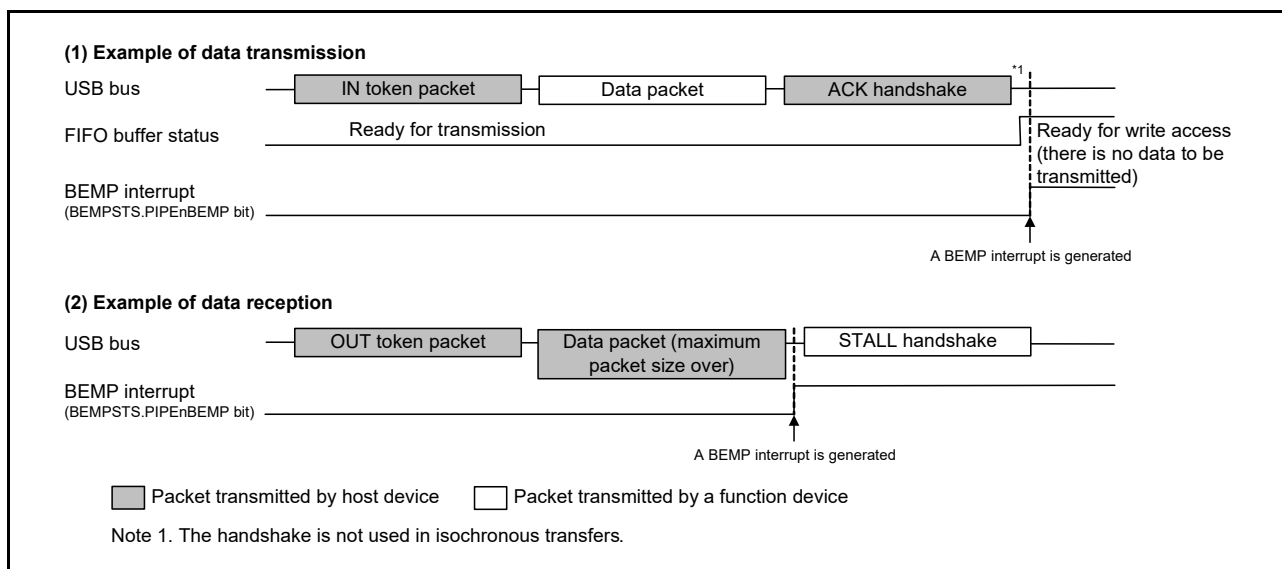 (1) Example of data transmission
*1
USB bus
IN token packet
Data packet
ACK handshake
FIFO buffer status
Ready for transmission
Ready for write access
(there is no data to be
transmitted)
BEMP interrupt
(BEMPSTS.PIPEnBEMP bit)
A BEMP interrupt is generated
(2) Example of data reception
USB bus
OUT token packet
Data packet (maximum
packet size over)
STALL handshake
BEMP interrupt
(BEMPSTS.PIPEnBEMP bit)
A BEMP interrupt is generated
Packet transmitted by host device
Packet transmitted by a function device
Note 1. The handshake is not used in isochronous transfers.